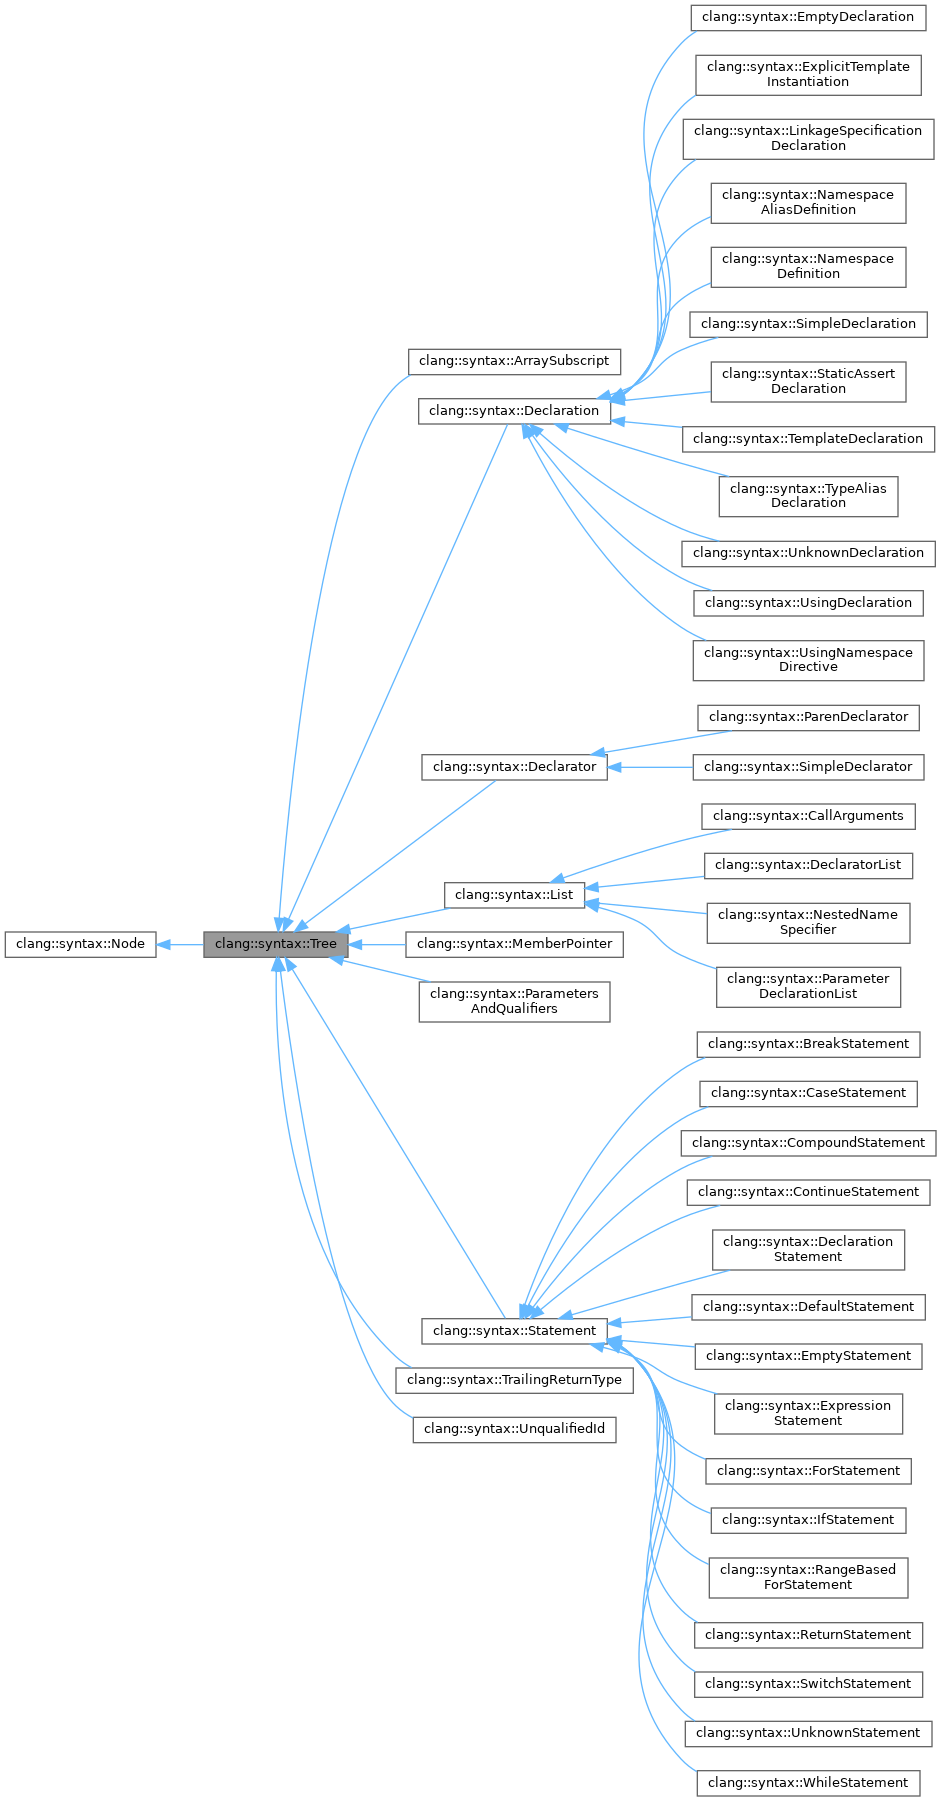 clang::syntax::EmptyDeclaration
clang::syntax::ExplicitTemplate
Instantiation
clang::syntax::LinkageSpecification
Declaration
clang::syntax::Namespace
AliasDefinition
clang::syntax::Namespace
Definition
clang::syntax::SimpleDeclaration
clang::syntax::ArraySubscript
clang::syntax::StaticAssert
Declaration
clang::syntax::Declaration
clang::syntax::TemplateDeclaration
clang::syntax::TypeAlias
Declaration
clang::syntax::UnknownDeclaration
clang::syntax::UsingDeclaration
clang::syntax::UsingNamespace
Directive
clang::syntax::ParenDeclarator
clang::syntax::Declarator
clang::syntax::SimpleDeclarator
clang::syntax::CallArguments
clang::syntax::DeclaratorList
clang::syntax::List
clang::syntax::NestedName
Specifier
clang::syntax::Node
clang::syntax::Tree
clang::syntax::MemberPointer
clang::syntax::Parameter
DeclarationList
clang::syntax::Parameters
AndQualifiers
clang::syntax::BreakStatement
clang::syntax::CaseStatement
clang::syntax::CompoundStatement
clang::syntax::ContinueStatement
clang::syntax::Declaration
Statement
clang::syntax::DefaultStatement
clang::syntax::Statement
clang::syntax::EmptyStatement
clang::syntax::TrailingReturnType
clang::syntax::Expression
Statement
clang::syntax::UnqualifiedId
clang::syntax::ForStatement
clang::syntax::IfStatement
clang::syntax::RangeBased
ForStatement
clang::syntax::ReturnStatement
clang::syntax::SwitchStatement
clang::syntax::UnknownStatement
clang::syntax::WhileStatement